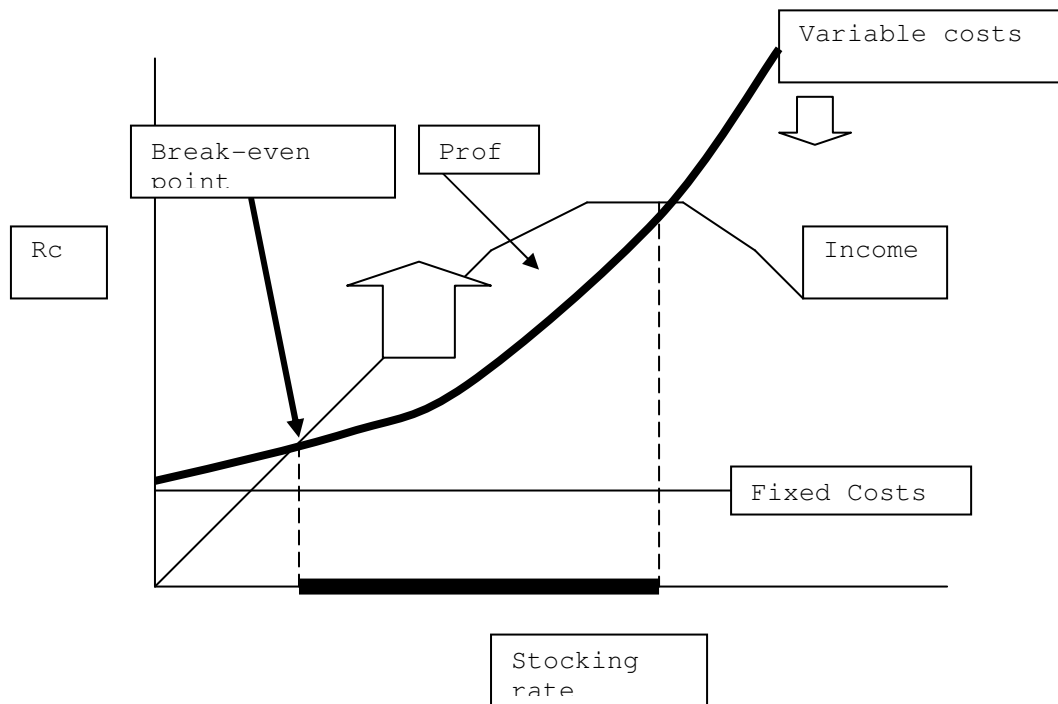 Variable costs
Break-even
point
Prof
Rc
Income
Fixed Costs
Stocking
rate